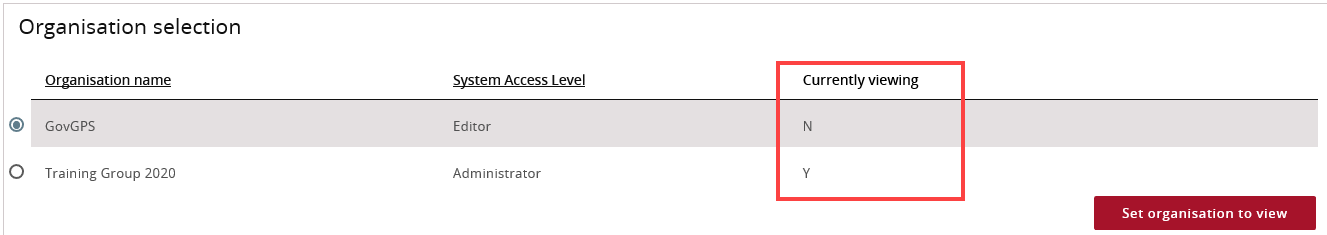 Organisation selection
Organisation name System Access Level Currently viewing
GovGPS Editor N
Training Group 2020 Administrator Y
Set organisation to view